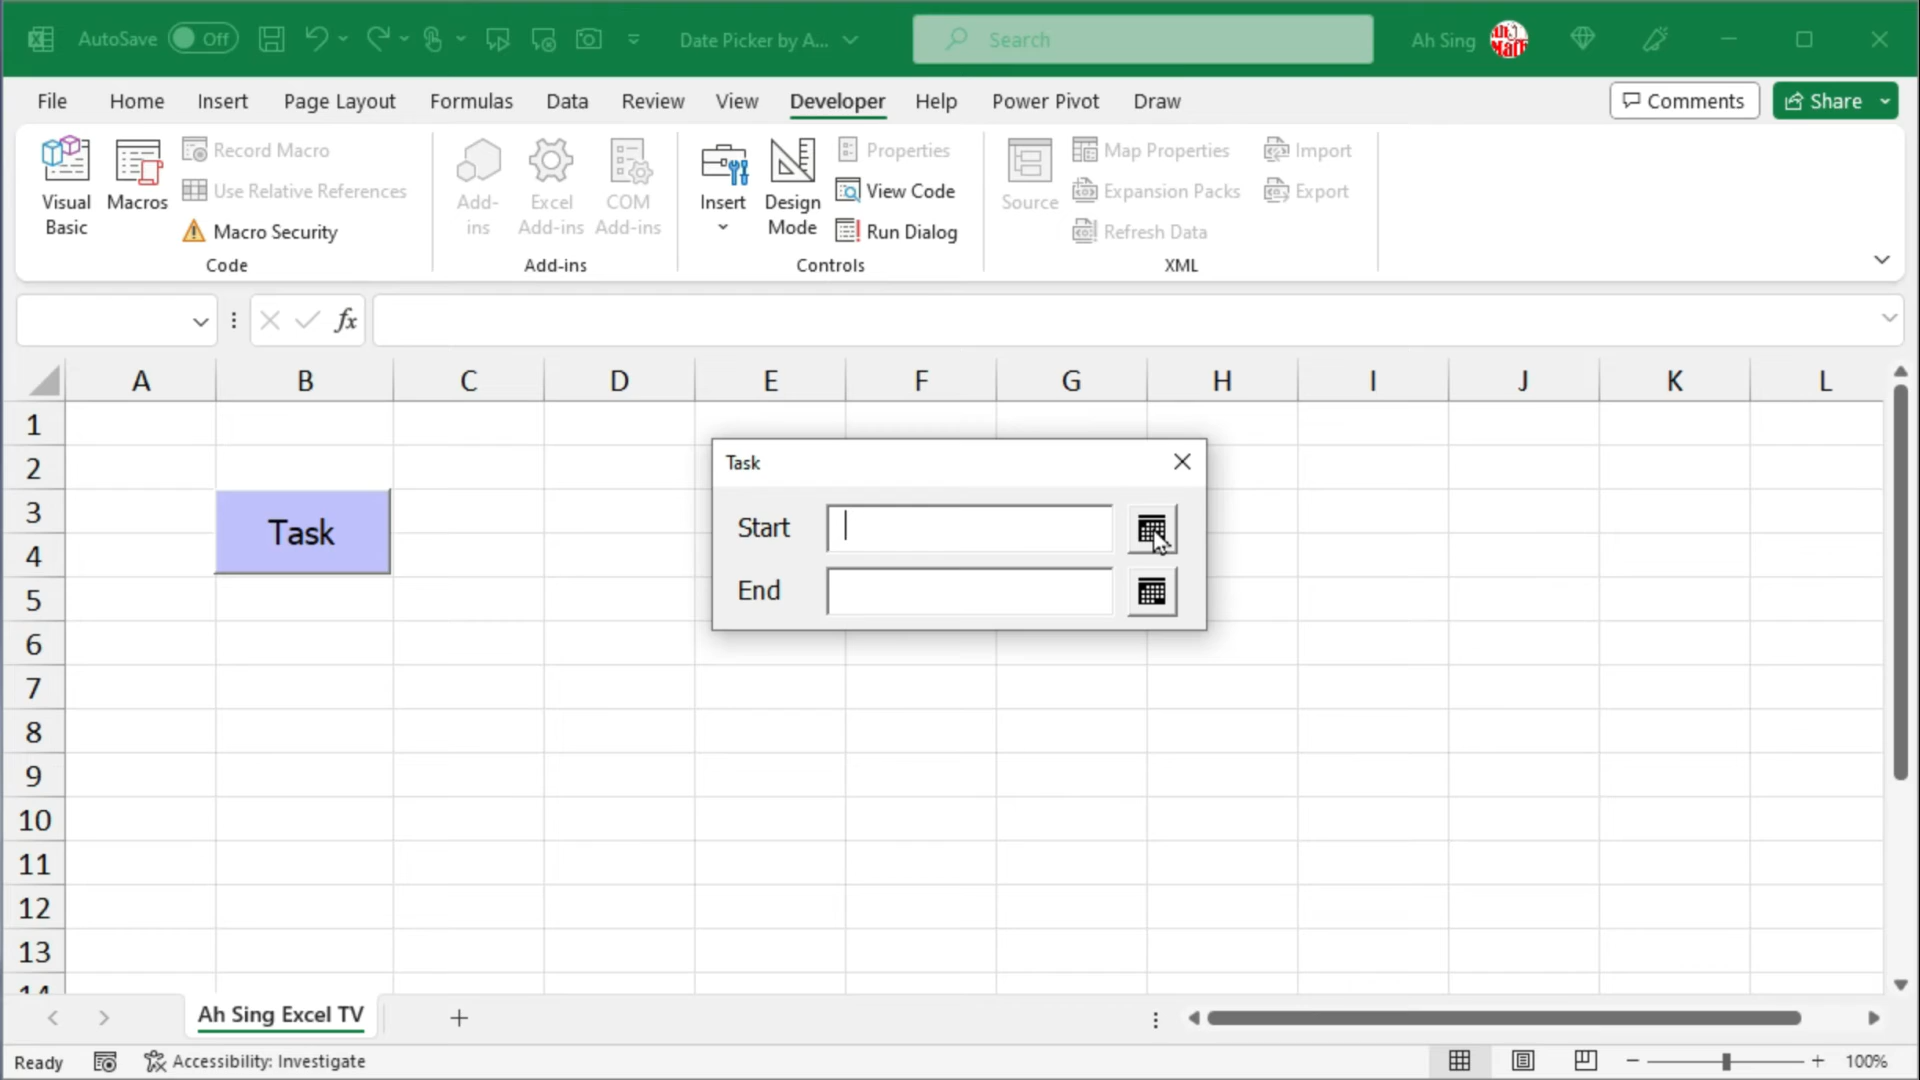 AutoSave Off Date Picker by A... Search Ah Sing
File Home Insert Page Layout Formulas Data Review View Developer Help Power Pivot Draw Comments Share
Visual Basic
Macros
Record Macro
Use Relative References
Macro Security
Code
Add-ins
Excel Add-ins
COM Add-ins
Add-ins
Insert
Design Mode
Properties
View Code
Run Dialog
Controls
Source
Map Properties
Expansion Packs
Refresh Data
Import
Export
XML
fx
A B C D E F G H I J K L
1
2
3
4
5
6
7
8
9
10
11
12
13
14
Task
Task
Start
End
Ah Sing Excel TV
Ready Accessibility: Investigate 100%